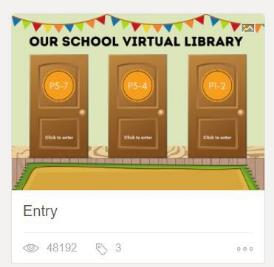 OUR SCHOOL VIRTUAL LIBRARY
P5-7
P5-4
P1-2
Click to enter
Click to enter
Click to enter
Entry
48192
3